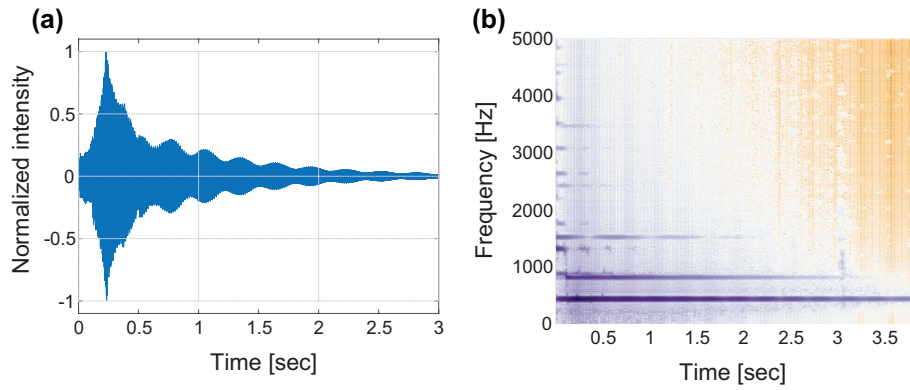 (a)
Normalized intensity
1
0.5
0
-0.5
-1
0 0.5 1 1.5 2 2.5 3
Time [sec]
(b)
Frequency [Hz]
5000
4000
3000
2000
1000
0
0.5 1 1.5 2 2.5 3 3.5
Time [sec]